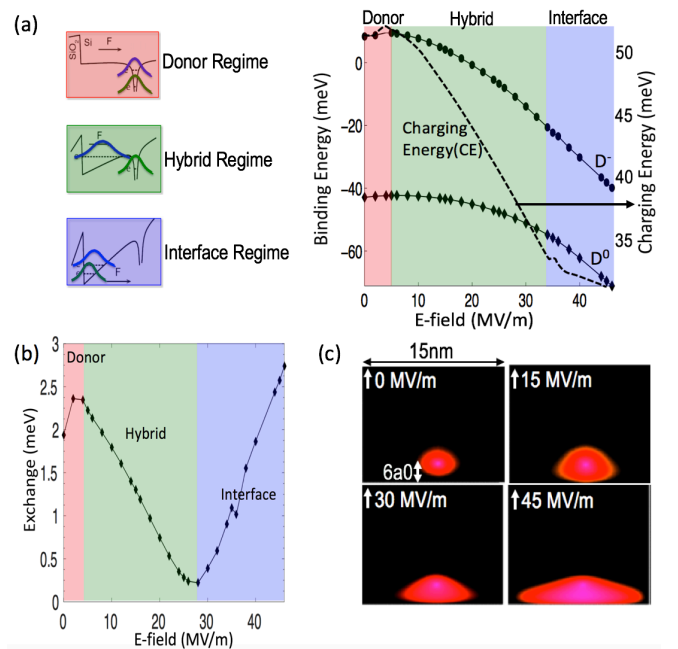 (a)
SiO₂
Si
F
e
Donor Regime
F
e
Hybrid Regime
e
F
Interface Regime
Donor
Hybrid
Interface
Binding Energy (meV)
0
−20
−40
−60
Charging
Energy(CE)
D⁻
D⁰
50
45
40
35
Charging Energy (meV)
0
10
20
30
40
E-field (MV/m)
(b)
Exchange (meV)
3
2.5
2
1.5
1
0.5
0
Donor
Hybrid
Interface
0
10
20
30
40
E-field (MV/m)
(c)
15nm
0 MV/m
6a0
15 MV/m
30 MV/m
45 MV/m